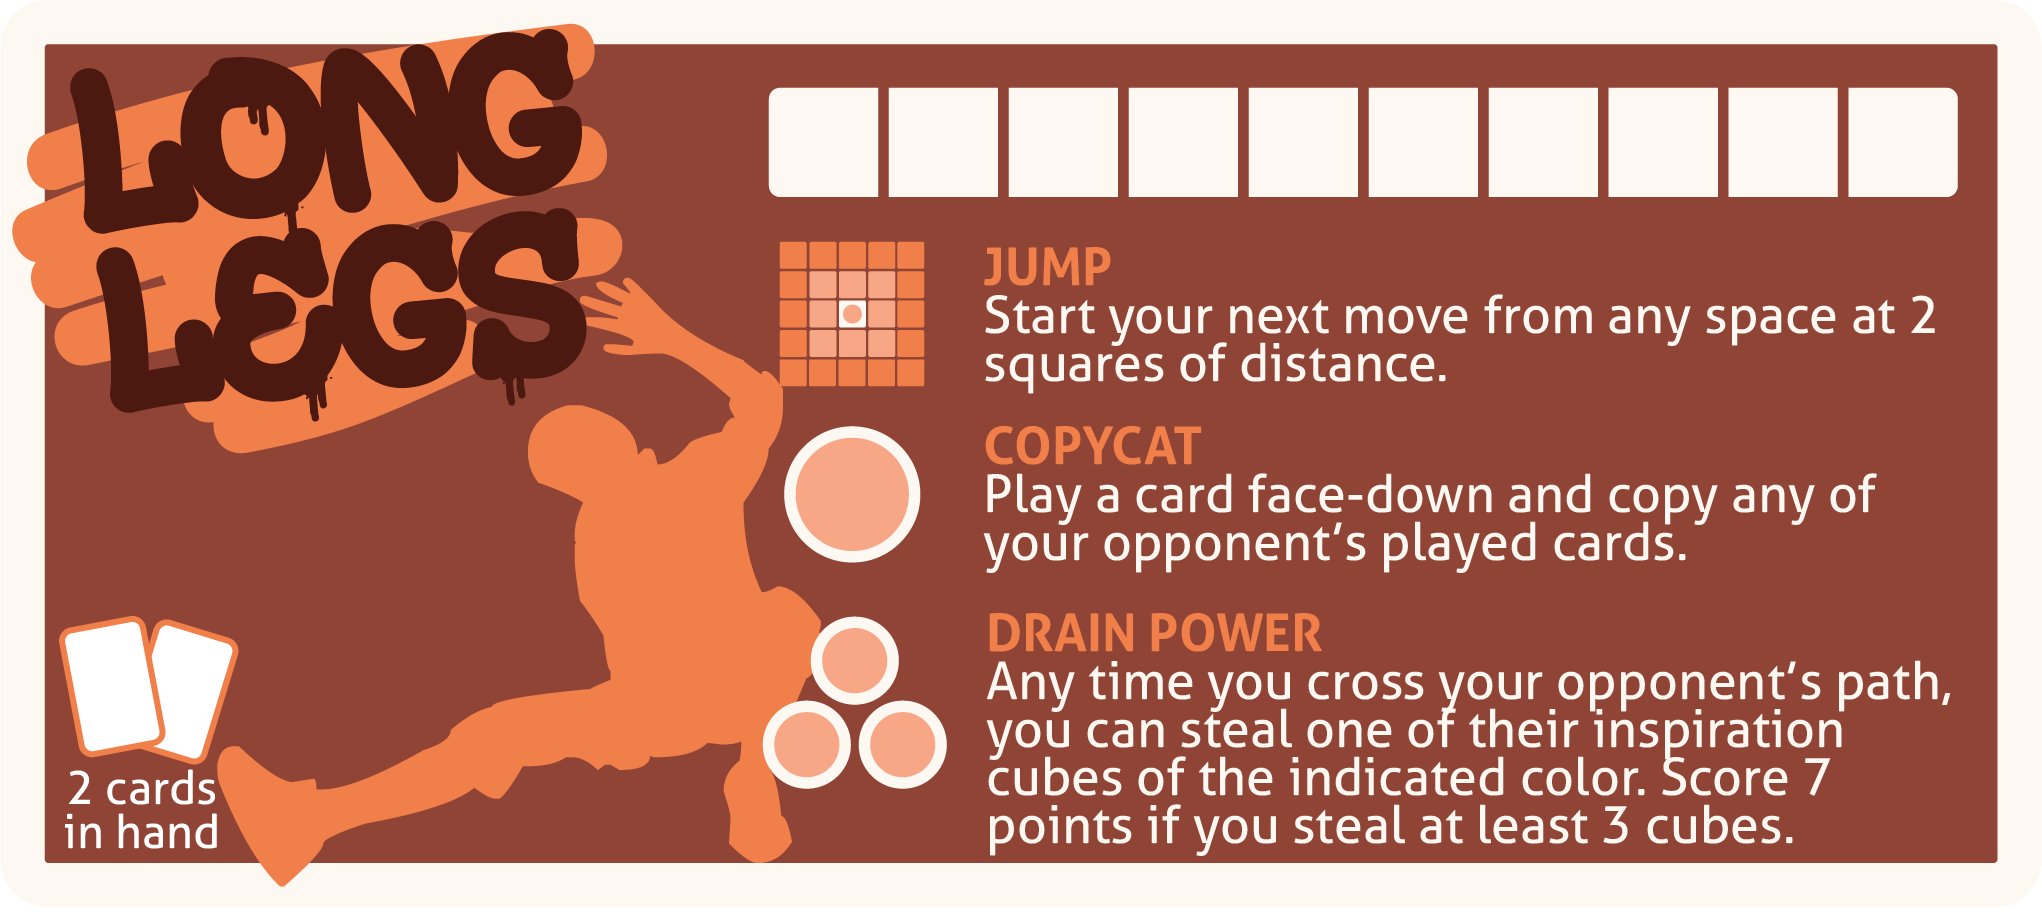 LONG
LEGS
JUMP
Start your next move from any space at 2
squares of distance.
COPYCAT
Play a card face-down and copy any of
your opponent’s played cards.
DRAIN POWER
Any time you cross your opponent’s path,
you can steal one of their inspiration
cubes of the indicated color. Score 7
points if you steal at least 3 cubes.
2 cards
in hand